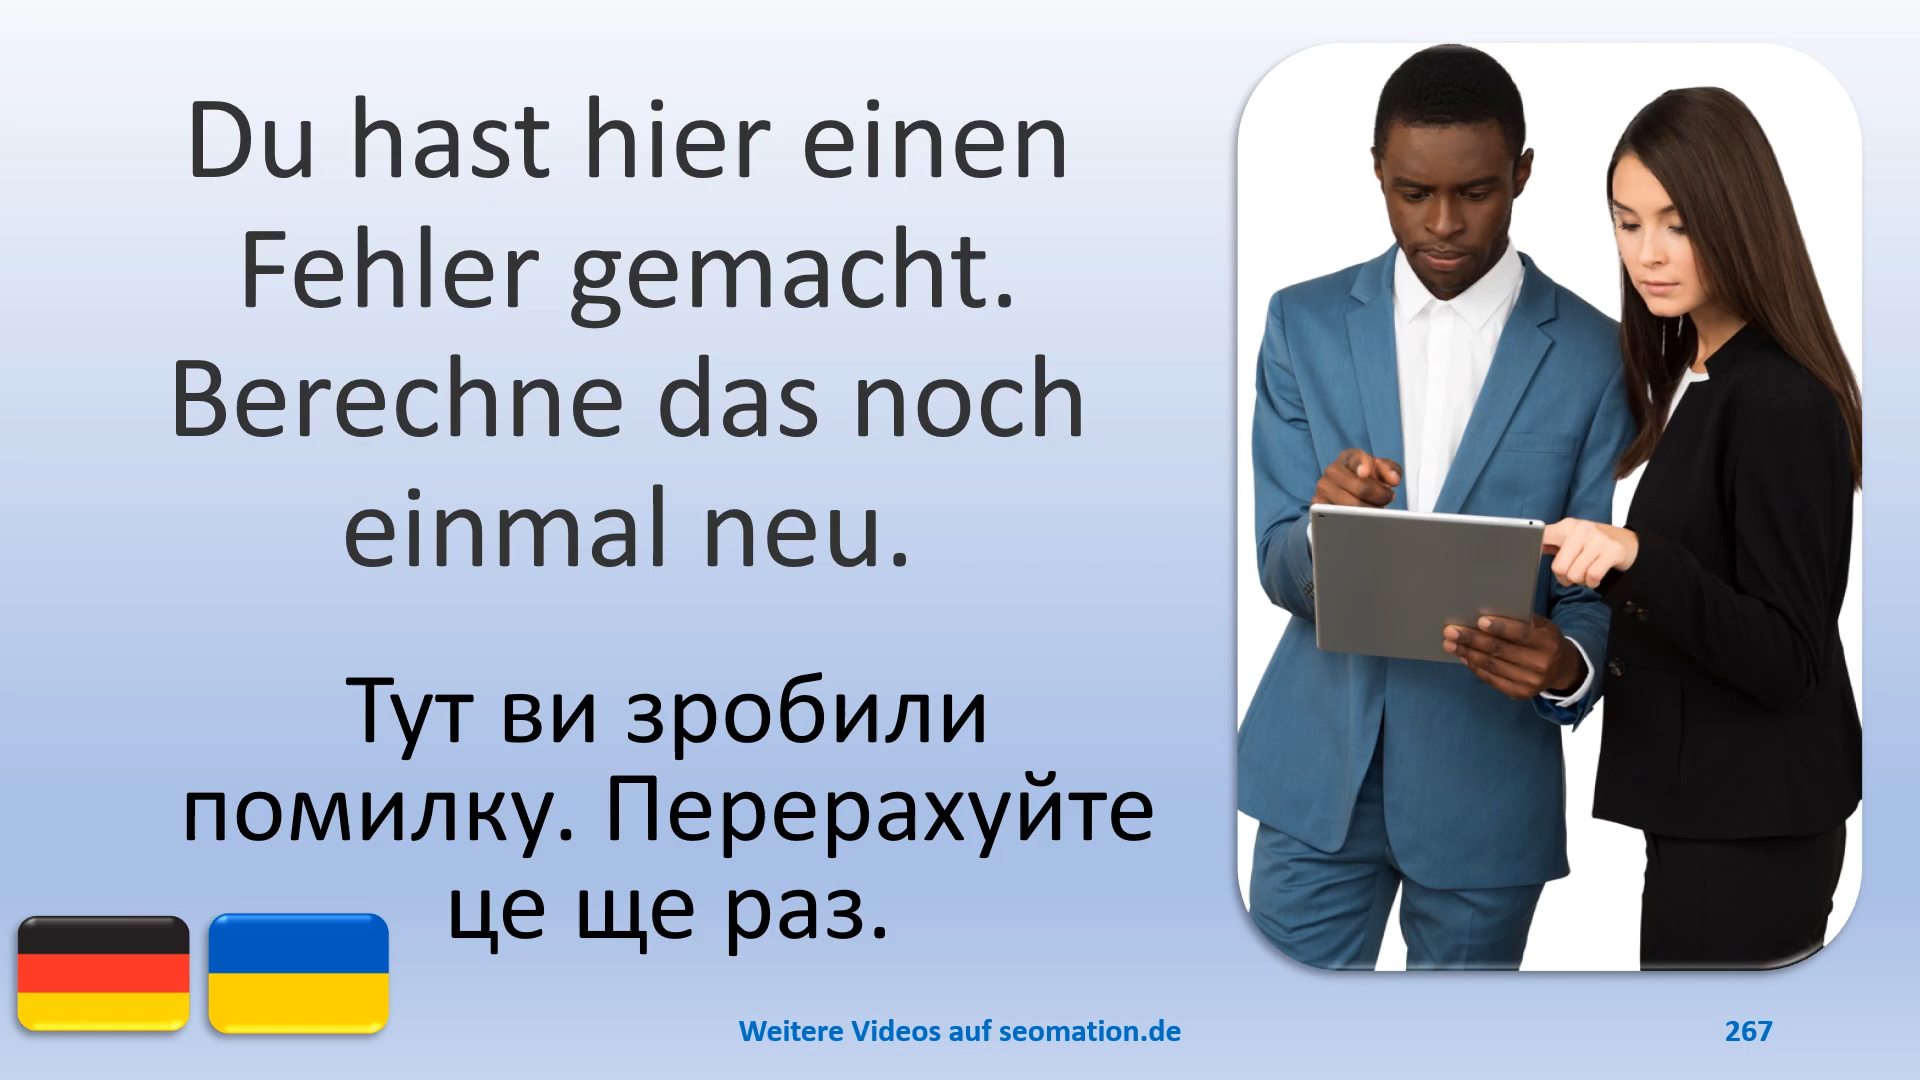 Du hast hier einen
Fehler gemacht.
Berechne das noch
einmal neu.
Тут ви зробили
помилку. Перерахуйте
це ще раз.
Weitere Videos auf seomation.de
267